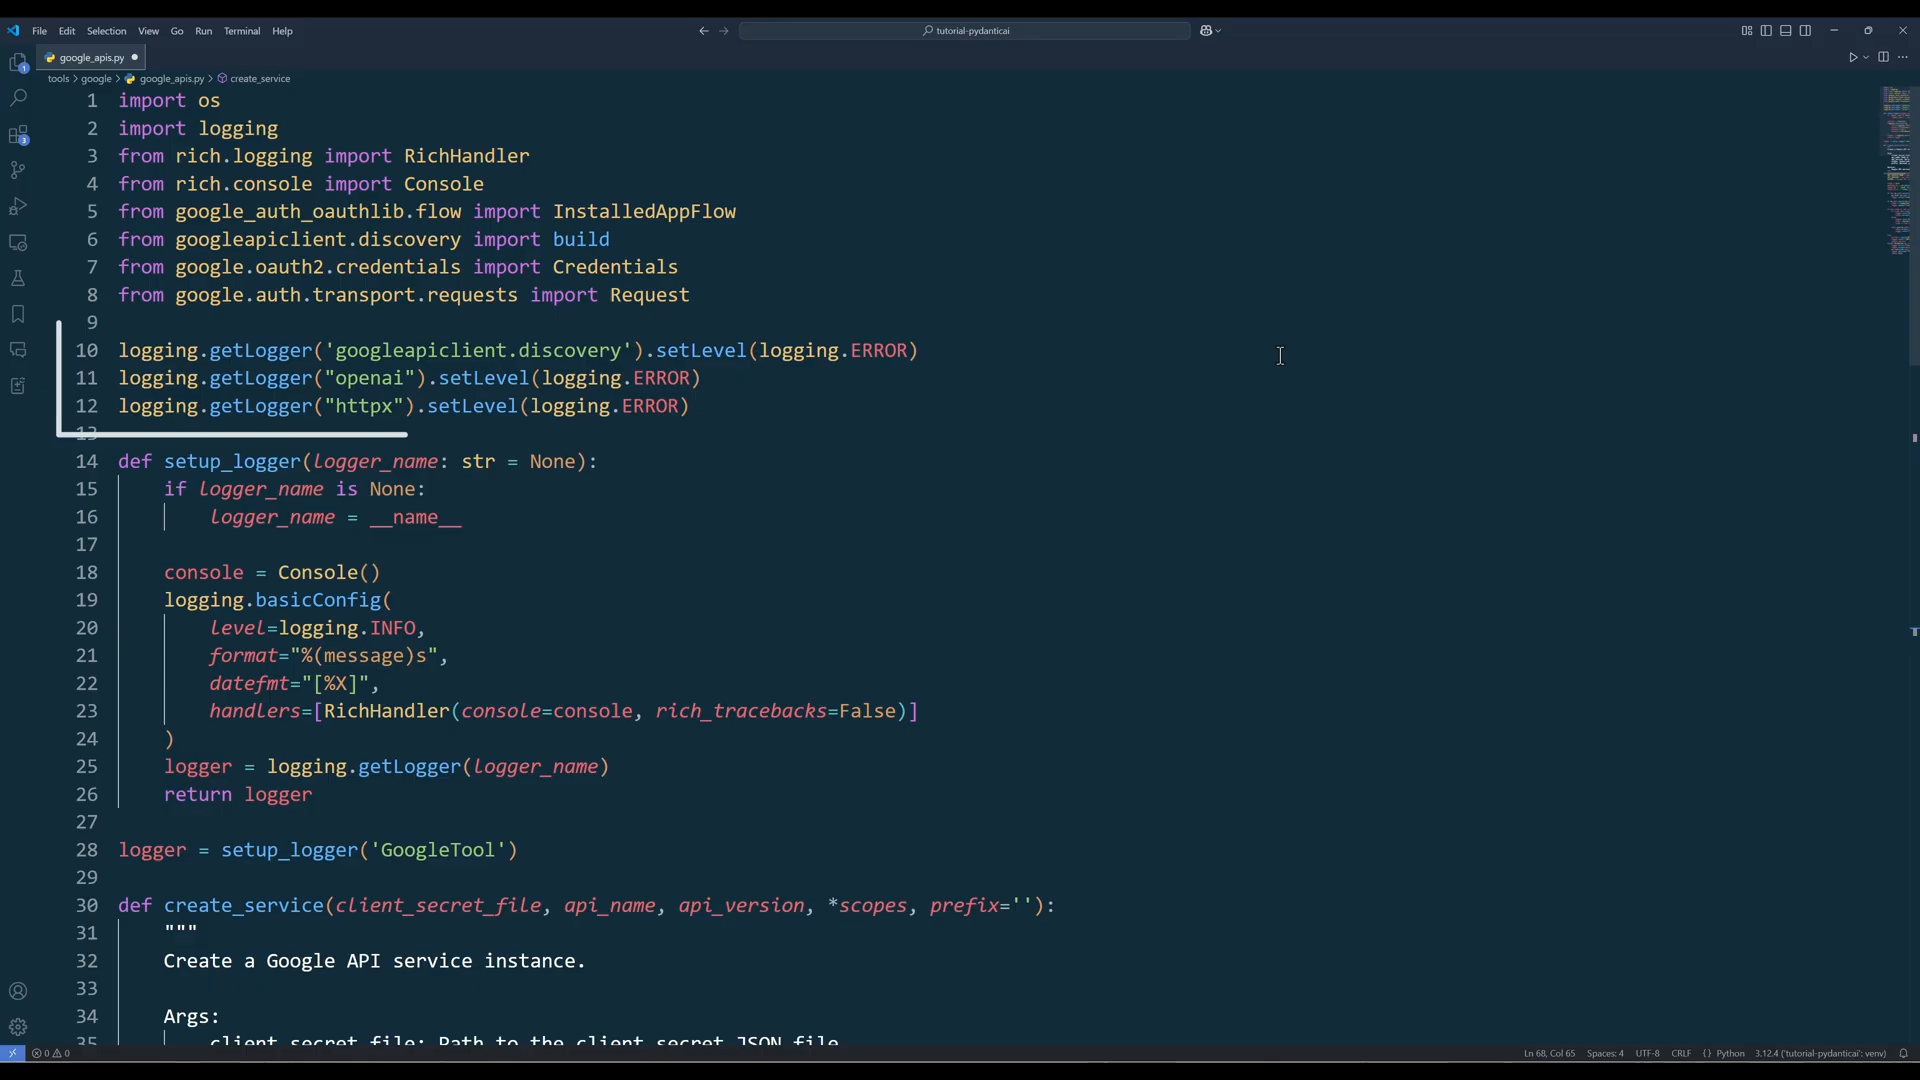 File Edit Selection View Go Run Terminal Help
tutorial-pydanticai
google_apis.py
tools > google > google_apis.py > create_service
1 import os
2 import logging
3 from rich.logging import RichHandler
4 from rich.console import Console
5 from google_auth_oauthlib.flow import InstalledAppFlow
6 from googleapiclient.discovery import build
7 from google.oauth2.credentials import Credentials
8 from google.auth.transport.requests import Request
9
10 logging.getLogger('googleapiclient.discovery').setLevel(logging.ERROR)
11 logging.getLogger("openai").setLevel(logging.ERROR)
12 logging.getLogger("httpx").setLevel(logging.ERROR)
13
14 def setup_logger(logger_name: str = None):
15 if logger_name is None:
16 logger_name = __name__
17
18 console = Console()
19 logging.basicConfig(
20 level=logging.INFO,
21 format="%(message)s",
22 datefmt="[%X]",
23 handlers=[RichHandler(console=console, rich_tracebacks=False)]
24 )
25 logger = logging.getLogger(logger_name)
26 return logger
27
28 logger = setup_logger('GoogleTool')
29
30 def create_service(client_secret_file, api_name, api_version, *scopes, prefix=''):
31 """
32 Create a Google API service instance.
33
34 Args:
35 client_secret_file: Path to the client secret JSON file
0 0 Ln 68, Col 65 Spaces: 4 UTF-8 CRLF {} Python 3.12.4 ('tutorial-pydanticai': venv)